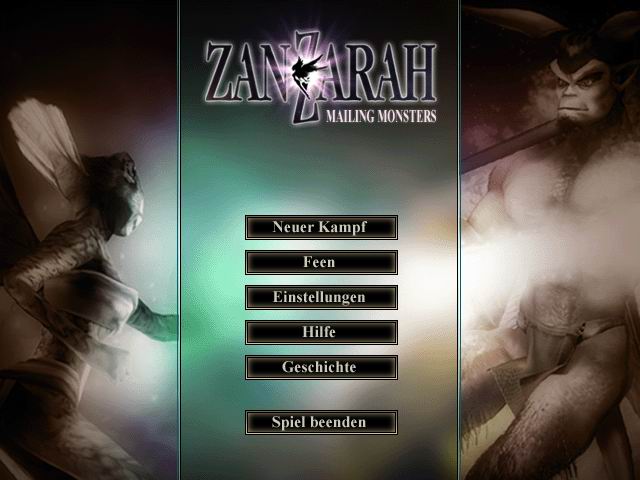 ZANZARAH
MAILING MONSTERS
Neuer Kampf
Feen
Einstellungen
Hilfe
Geschichte
Spiel beenden